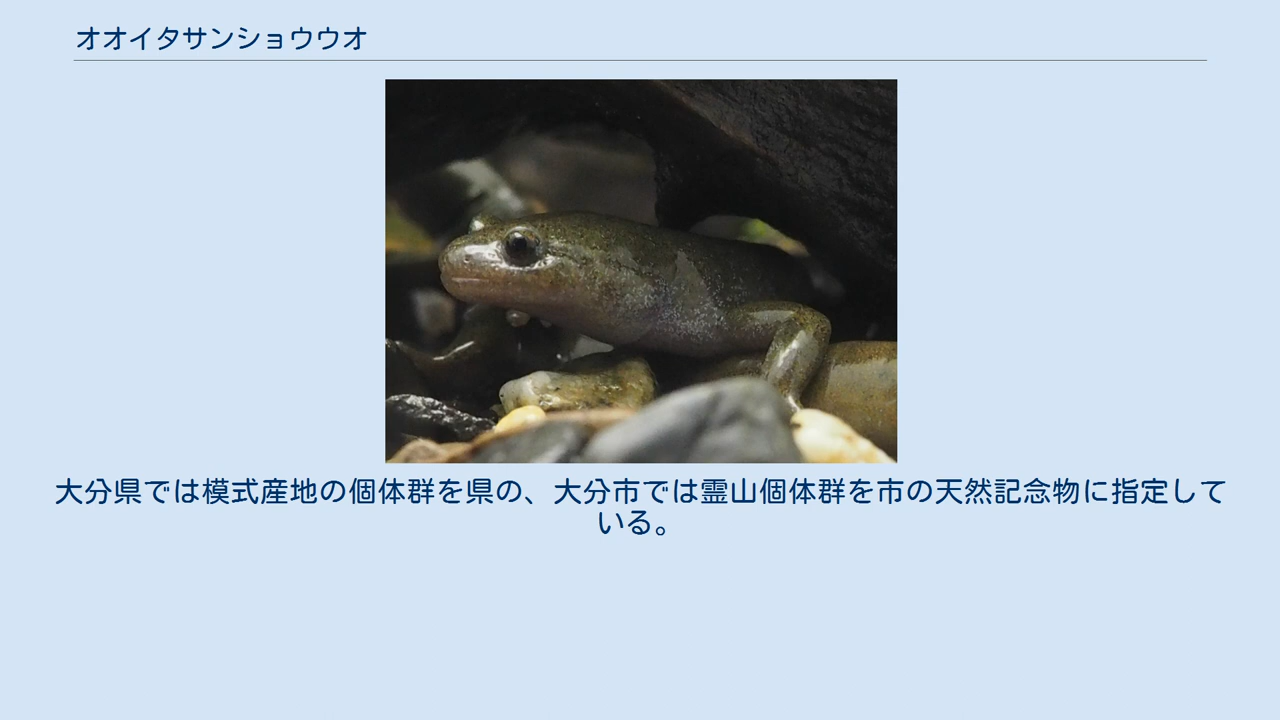 オオイタサンショウウオ
大分県では模式産地の個体群を県の、大分市では霊山個体群を市の天然記念物に指定して
いる。